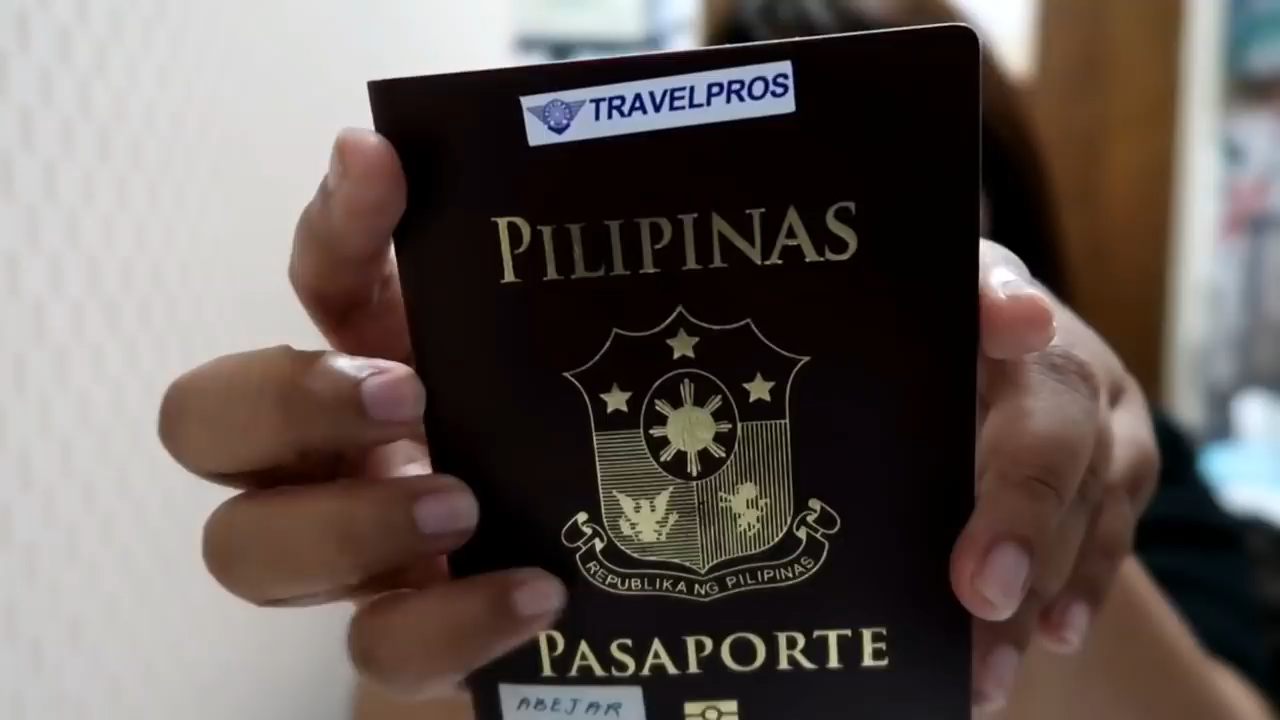 TRAVELPROS
PILIPINAS
REPUBLIKA NG PILIPINAS
PASAPORTE
ABEJAR